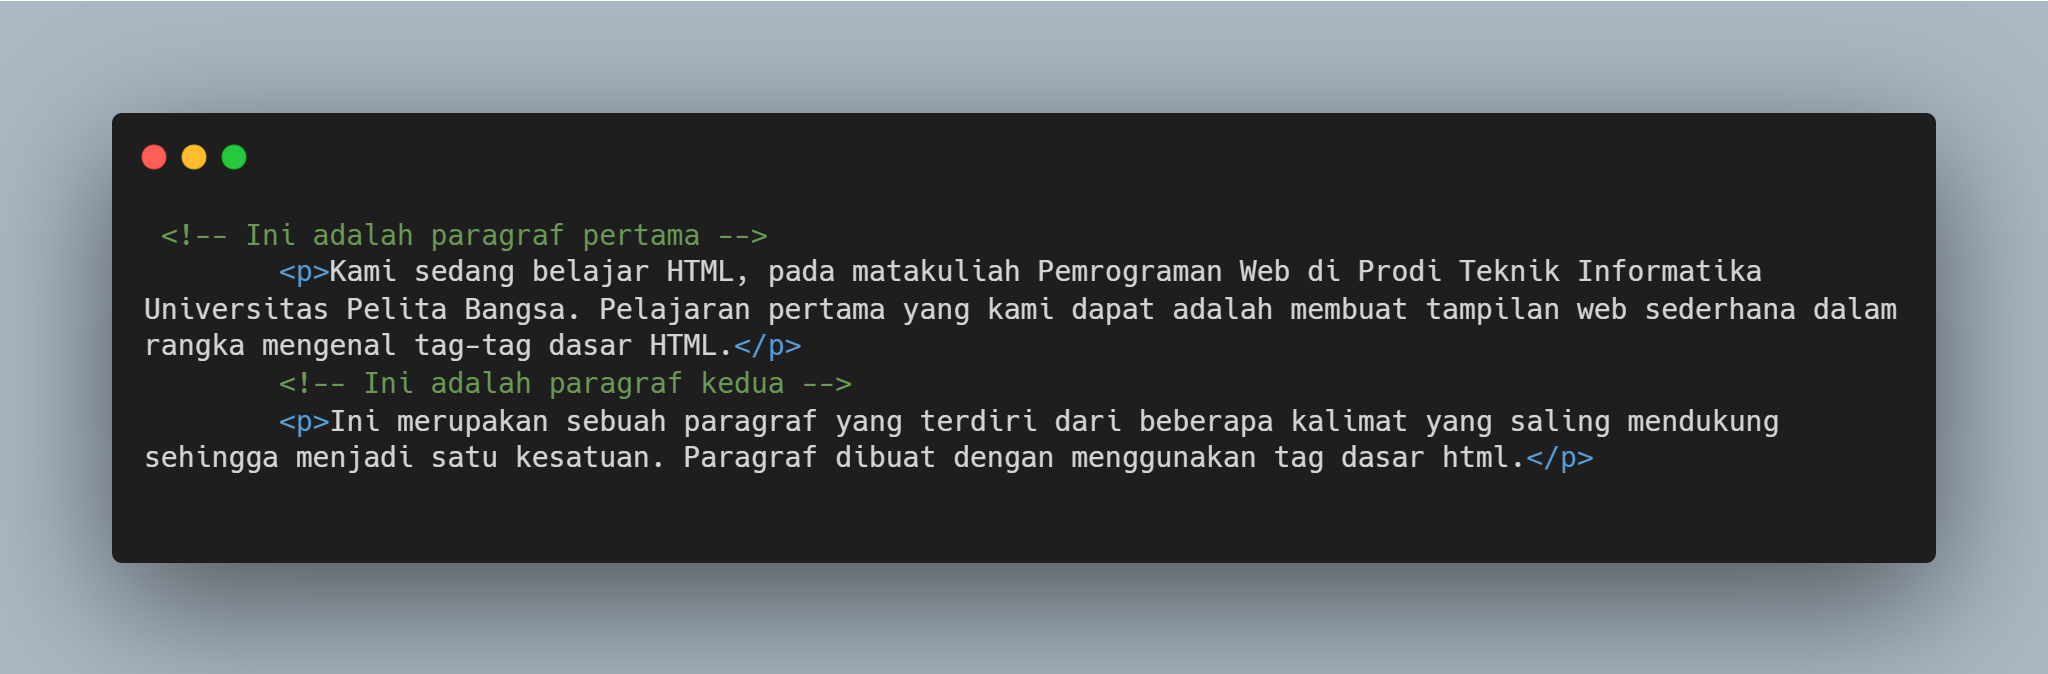 <!-- Ini adalah paragraf pertama -->
<p>Kami sedang belajar HTML, pada matakuliah Pemrograman Web di Prodi Teknik Informatika
Universitas Pelita Bangsa. Pelajaran pertama yang kami dapat adalah membuat tampilan web sederhana dalam
rangka mengenal tag-tag dasar HTML.</p>
<!-- Ini adalah paragraf kedua -->
<p>Ini merupakan sebuah paragraf yang terdiri dari beberapa kalimat yang saling mendukung
sehingga menjadi satu kesatuan. Paragraf dibuat dengan menggunakan tag dasar html.</p>